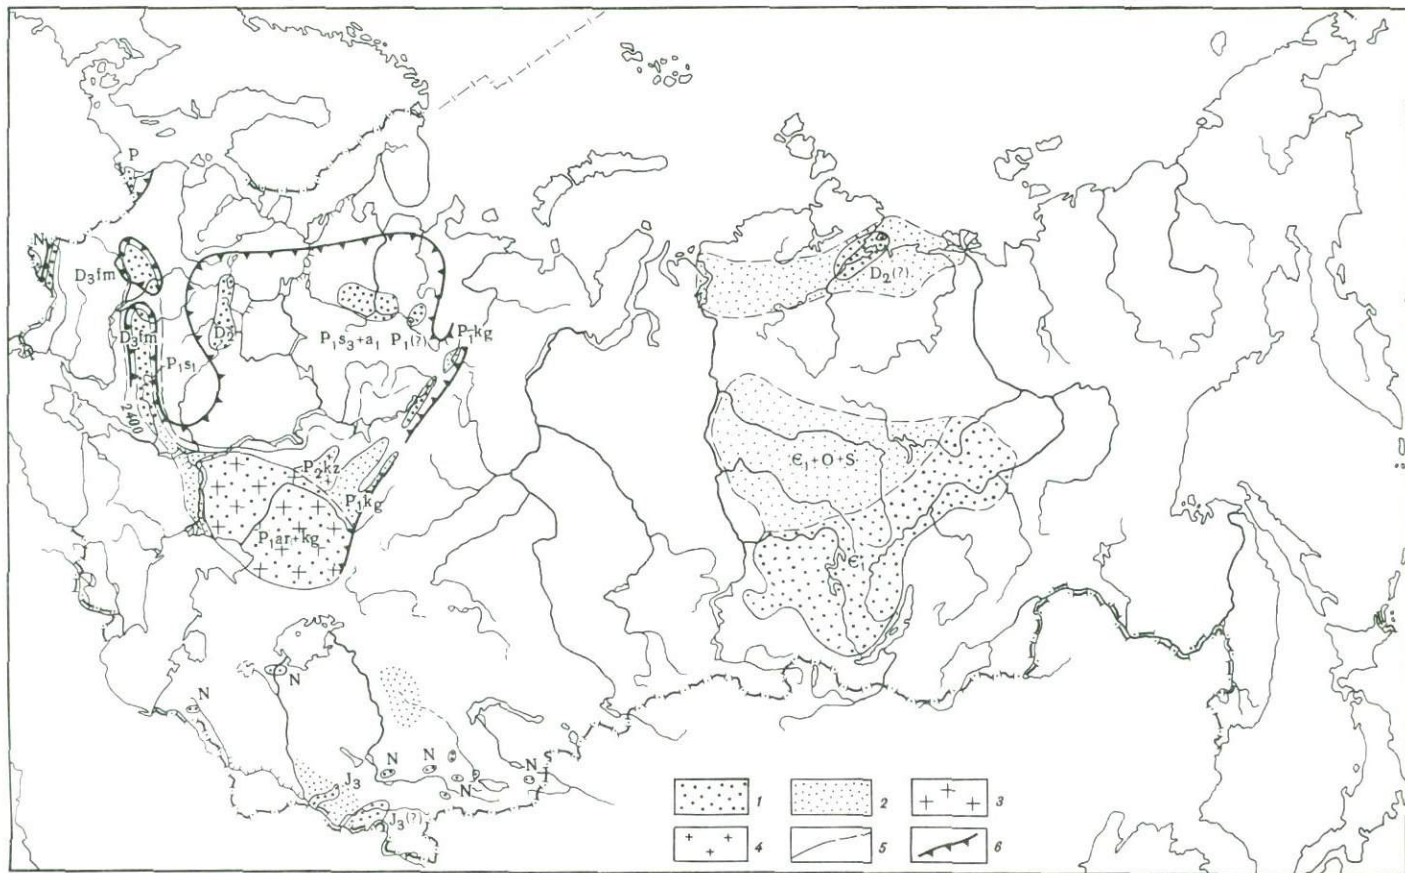 P
N
D₃fm
D₂(?)
D₃fm
D₂
P₁s₃+a₁
P₁(?)
P₁kg
P₁s₁
2400
Є₁+O+S
P₂kz
P₁kg
P₁ar+kg
Є₁
N
N
J₃
N
N
N
N
J₃(?)
1
2
3
4
5
6